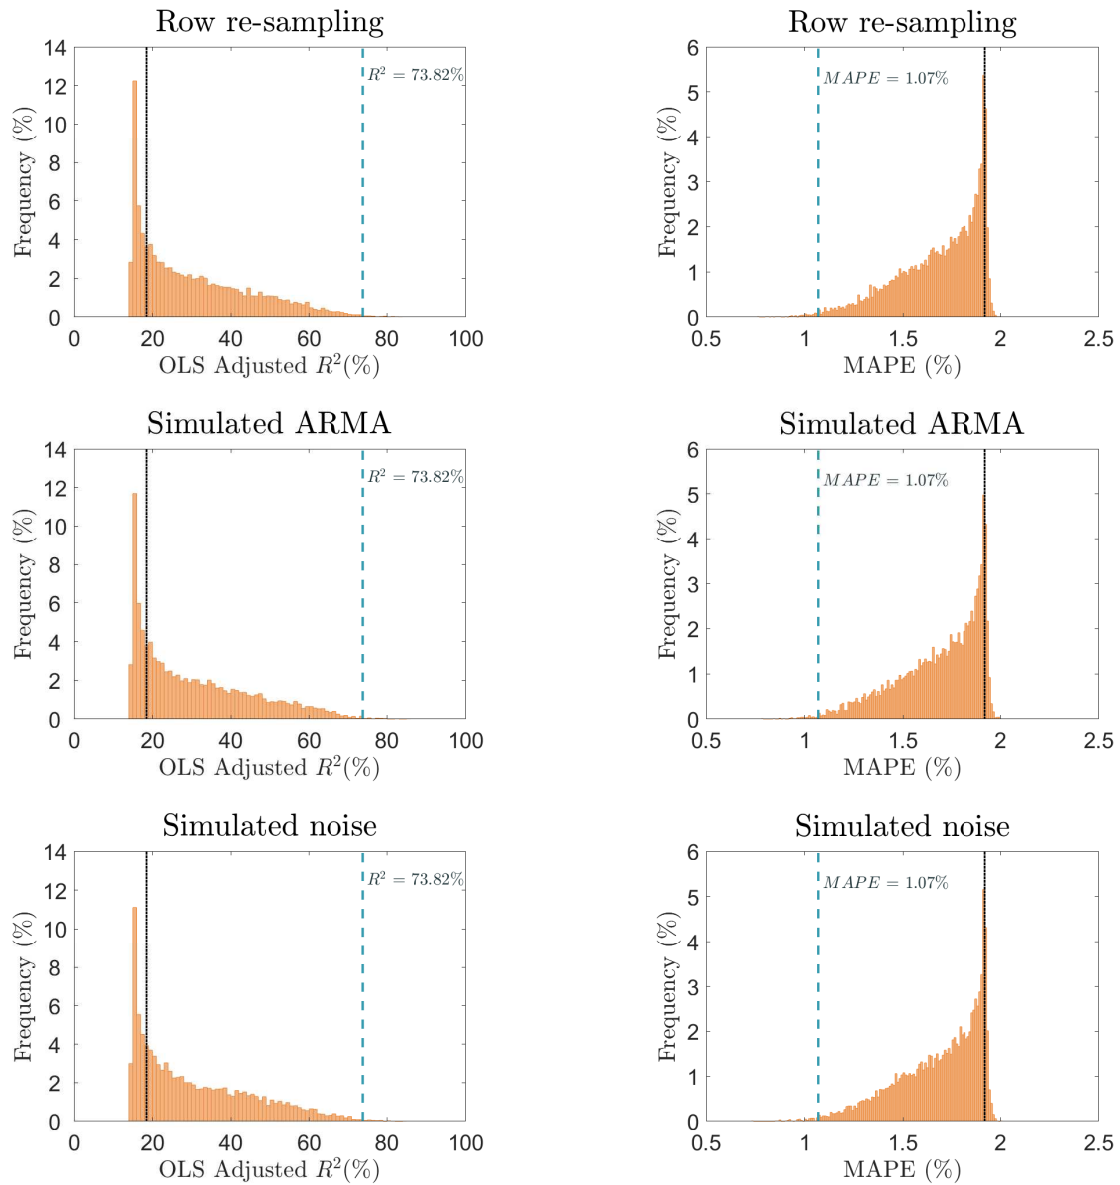 Row re-sampling
14
12
10
8
6
4
2
0
Frequency (%)
R² = 73.82%
0 20 40 60 80 100
OLS Adjusted R²(%)
Row re-sampling
6
5
4
3
2
1
0
Frequency (%)
MAPE = 1.07%
0.5 1 1.5 2 2.5
MAPE (%)
Simulated ARMA
14
12
10
8
6
4
2
0
Frequency (%)
R² = 73.82%
0 20 40 60 80 100
OLS Adjusted R²(%)
Simulated ARMA
6
5
4
3
2
1
0
Frequency (%)
MAPE = 1.07%
0.5 1 1.5 2 2.5
MAPE (%)
Simulated noise
14
12
10
8
6
4
2
0
Frequency (%)
R² = 73.82%
0 20 40 60 80 100
OLS Adjusted R²(%)
Simulated noise
6
5
4
3
2
1
0
Frequency (%)
MAPE = 1.07%
0.5 1 1.5 2 2.5
MAPE (%)